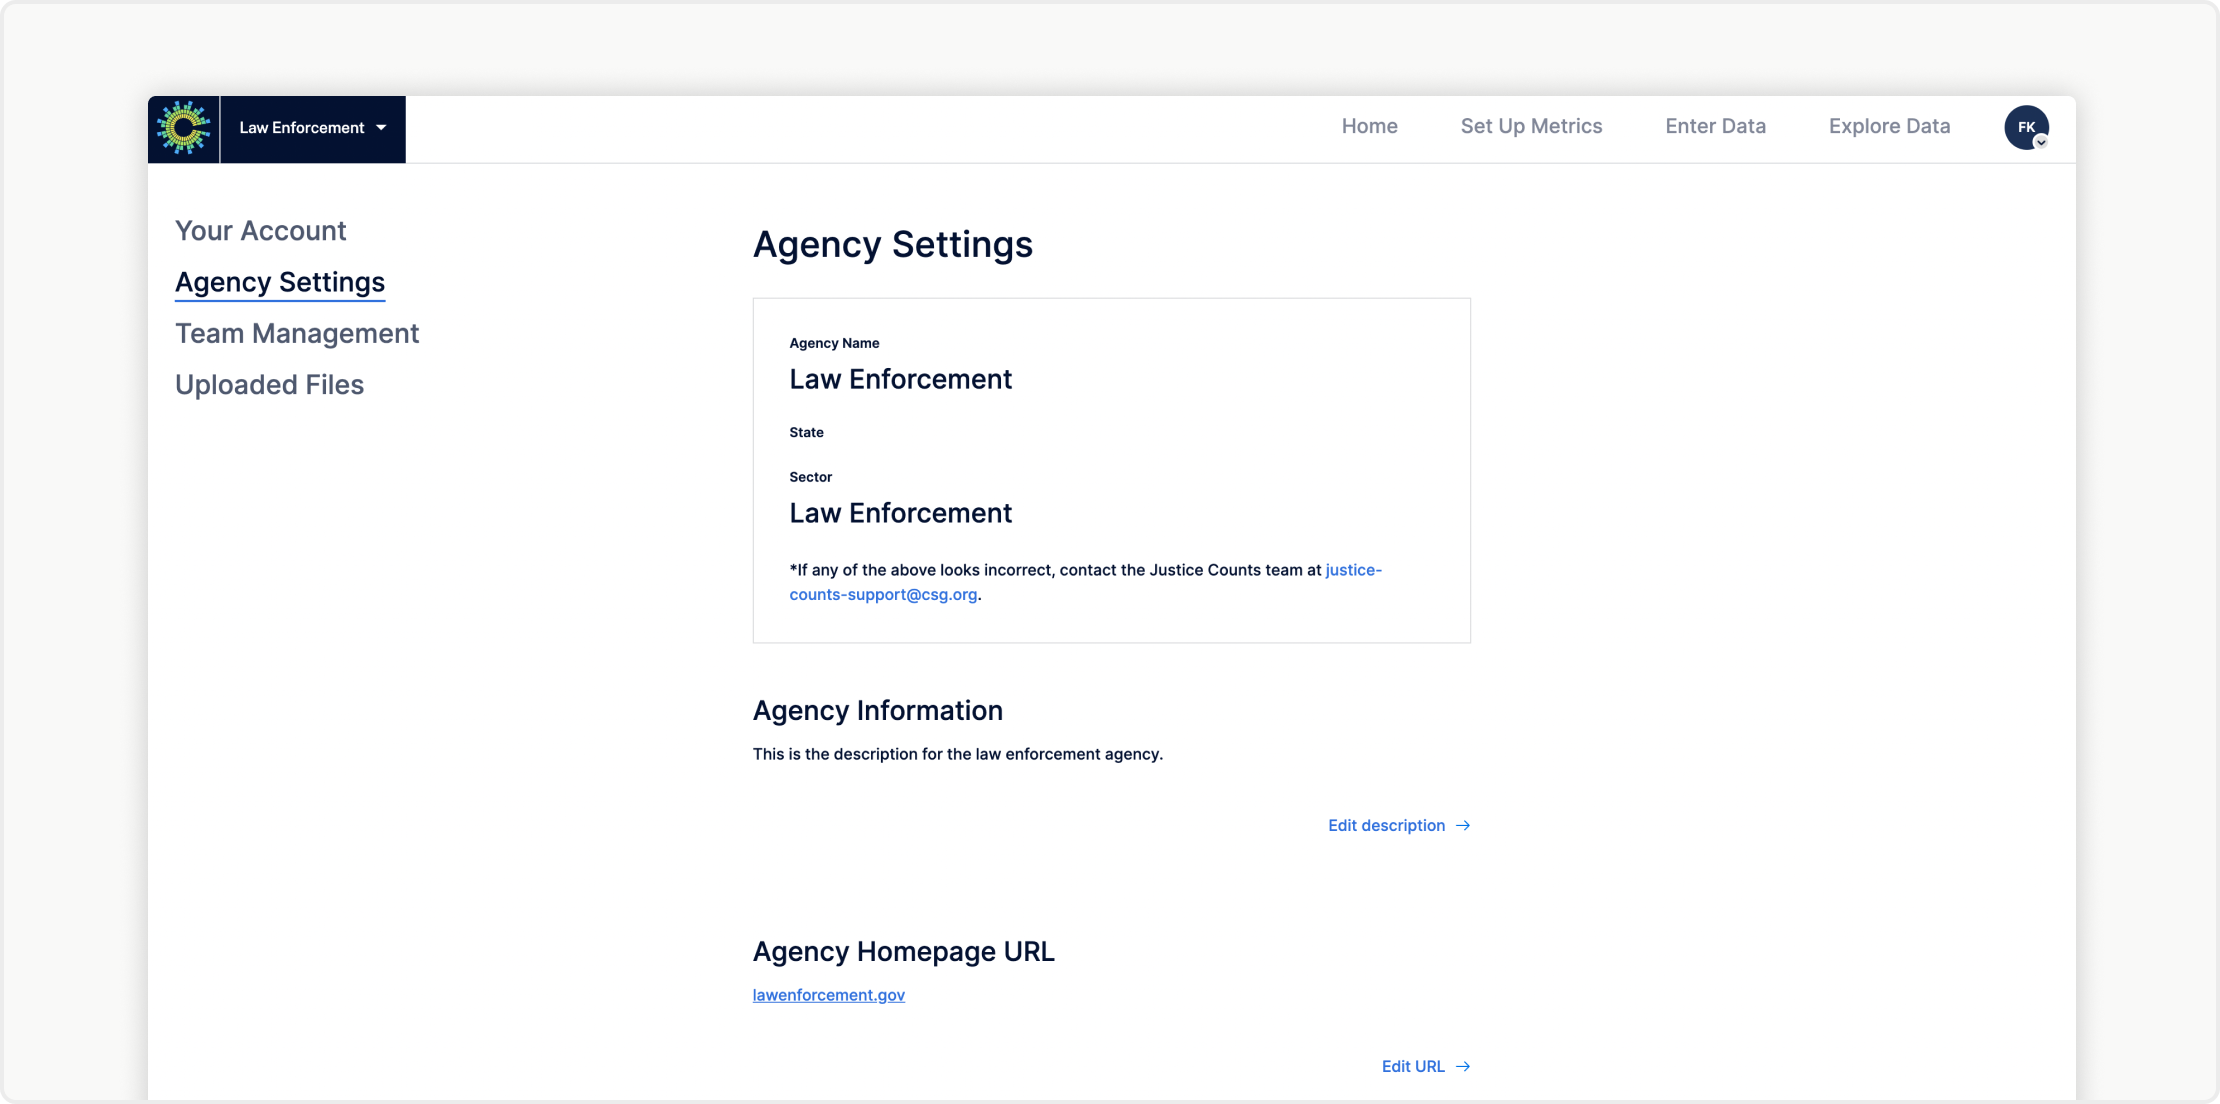 Law Enforcement
Home
Set Up Metrics
Enter Data
Explore Data
FK
Your Account
Agency Settings
Team Management
Uploaded Files
Agency Settings
Agency Name
Law Enforcement
State
Sector
Law Enforcement
*If any of the above looks incorrect, contact the Justice Counts team at justice-
counts-support@csg.org.
Agency Information
This is the description for the law enforcement agency.
Edit description →
Agency Homepage URL
lawenforcement.gov
Edit URL →